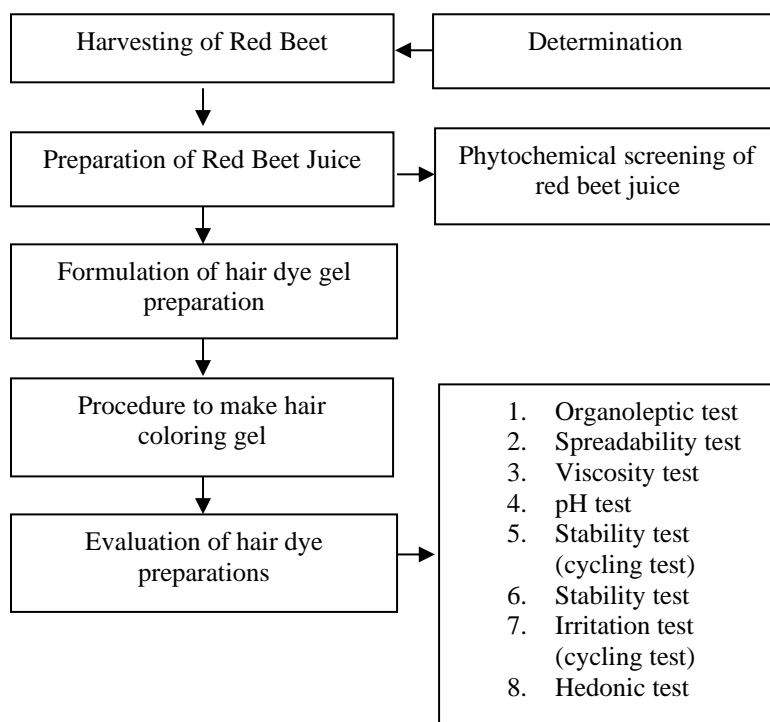 Harvesting of Red Beet
Determination
Preparation of Red Beet Juice
Phytochemical screening of
red beet juice
Formulation of hair dye gel
preparation
Procedure to make hair
coloring gel
Evaluation of hair dye
preparations
1. Organoleptic test
2. Spreadability test
3. Viscosity test
4. pH test
5. Stability test
(cycling test)
6. Stability test
7. Irritation test
(cycling test)
8. Hedonic test